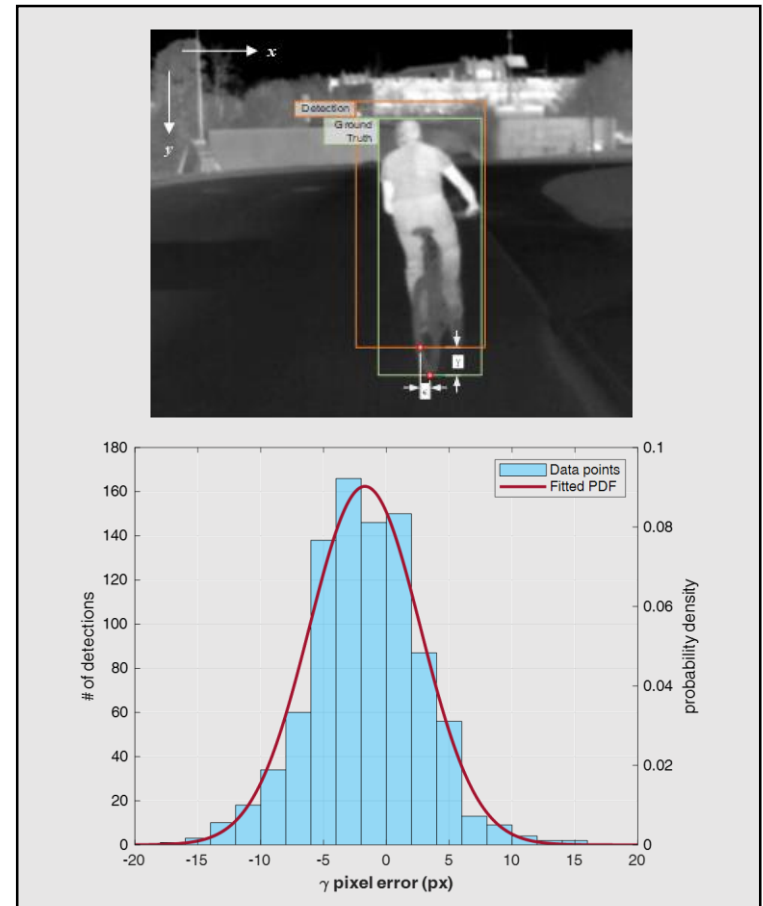 x
y
Detection
Ground
Truth
γ
180
160
140
120
100
80
60
40
20
0
# of detections
0.1
0.08
0.06
0.04
0.02
0
probability density
Data points
Fitted PDF
-20
-15
-10
-5
0
5
10
15
20
γ pixel error (px)